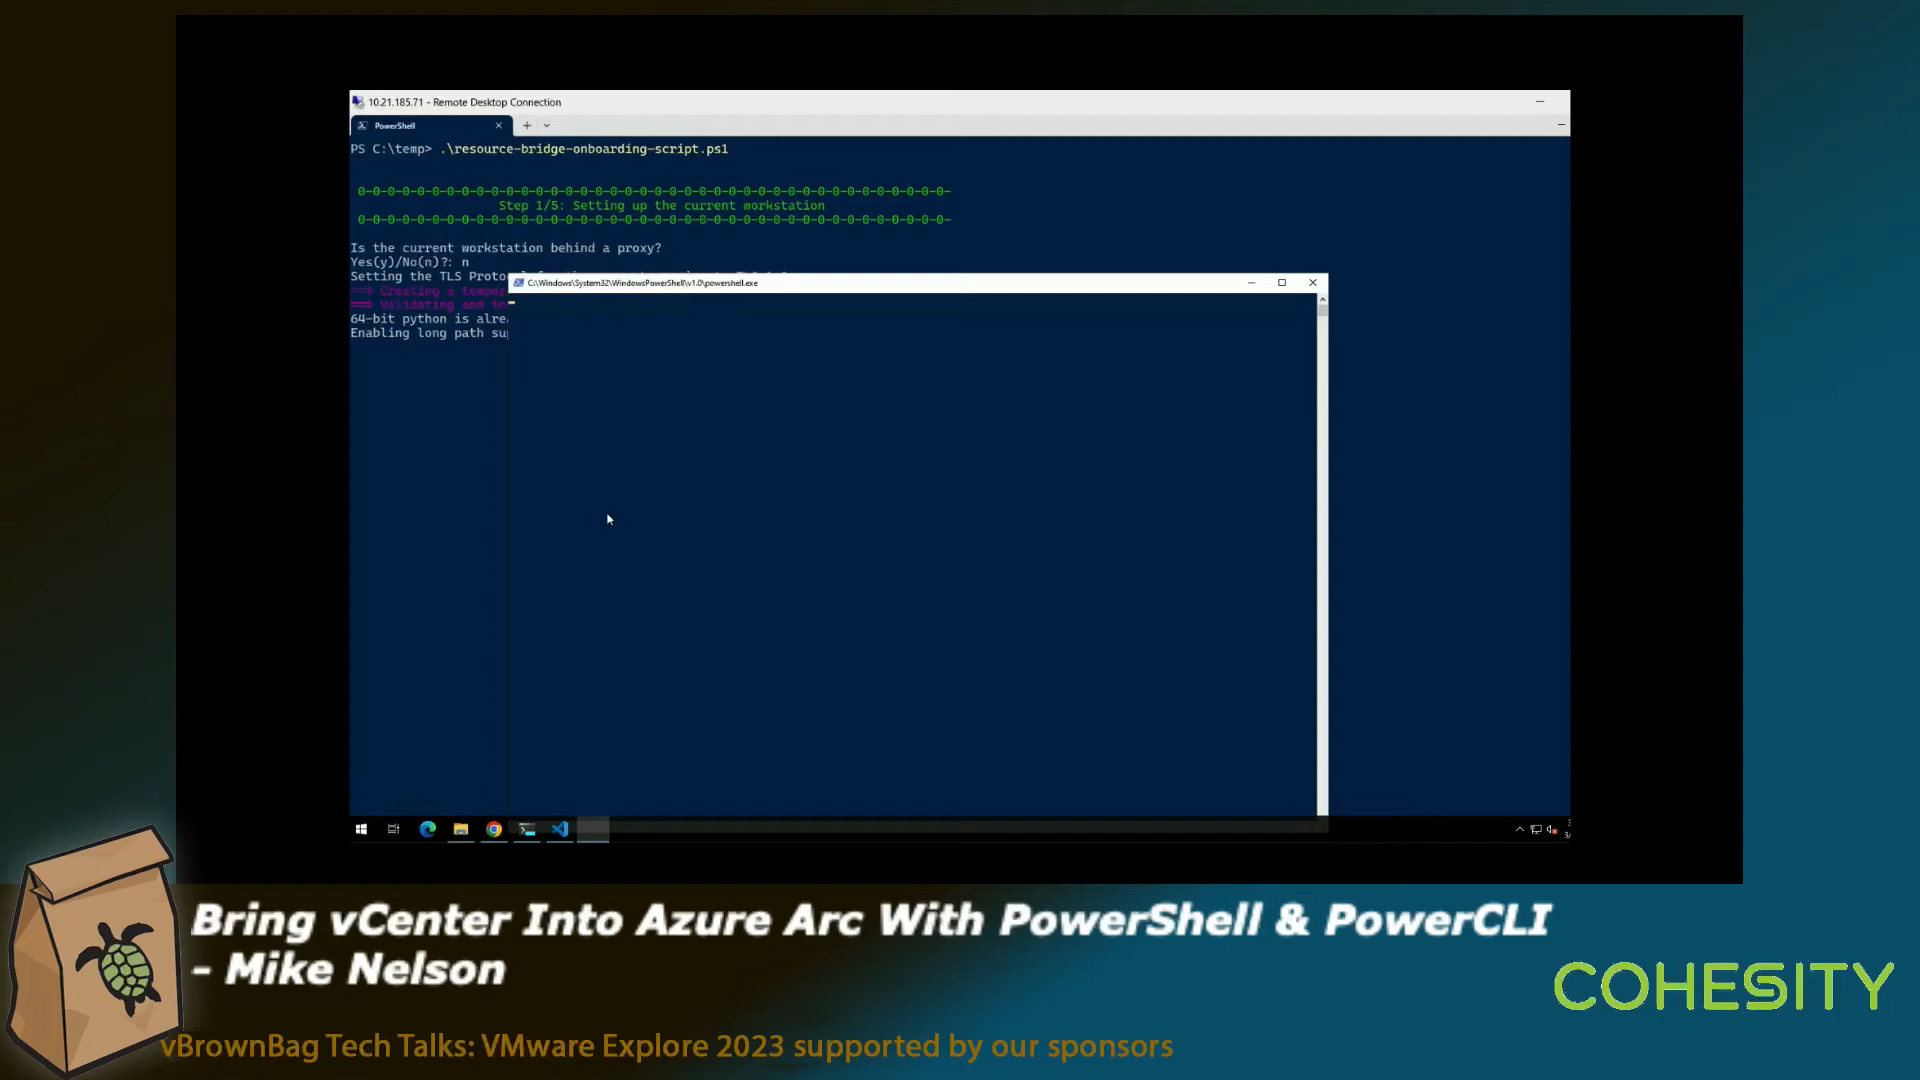 10.21.185.71 - Remote Desktop Connection
PowerShell
PS C:\temp> .\resource-bridge-onboarding-script.ps1
0-0-0-0-0-0-0-0-0-0-0-0-0-0-0-0-0-0-0-0-0-0-0-0-0-0-0-0-0-0-0-0-0-0-0-0-0-0-0-0-
Step 1/5: Setting up the current workstation
0-0-0-0-0-0-0-0-0-0-0-0-0-0-0-0-0-0-0-0-0-0-0-0-0-0-0-0-0-0-0-0-0-0-0-0-0-0-0-0-
Is the current workstation behind a proxy?
Yes(y)/No(n)?: n
Setting the TLS Proto
C:\Windows\System32\WindowsPowerShell\v1.0\powershell.exe
==> Creating a tempor
==> Validating and in
64-bit python is alre
Enabling long path su
Bring vCenter Into Azure Arc With PowerShell & PowerCLI
- Mike Nelson
COHESITY
vBrownBag Tech Talks: VMware Explore 2023 supported by our sponsors